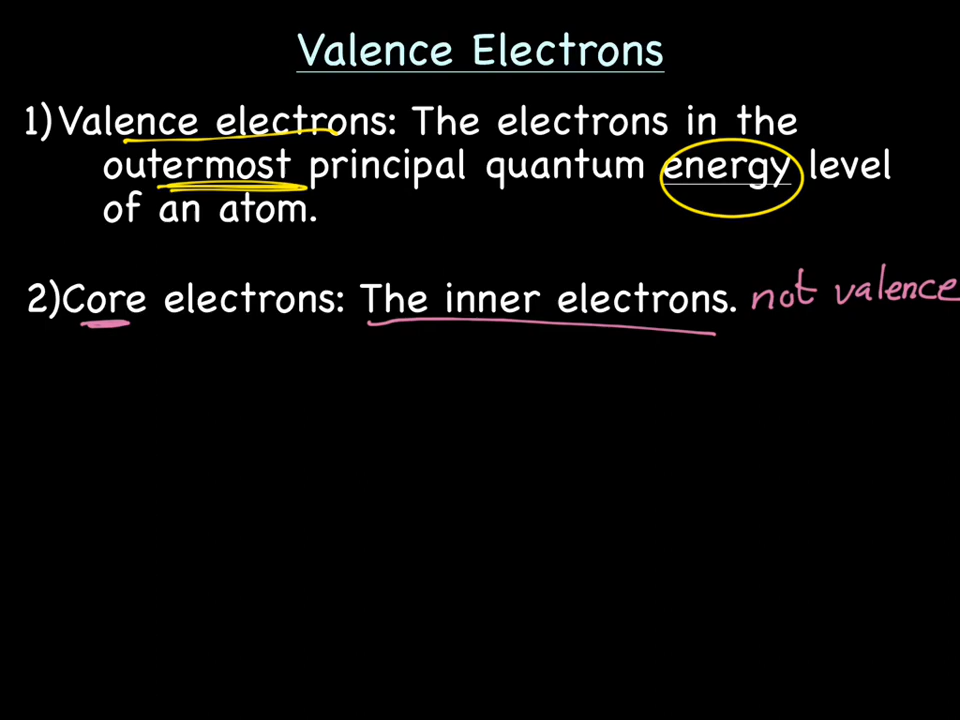 Valence Electrons
1) Valence electrons: The electrons in the
outermost principal quantum energy level
of an atom.
2) Core electrons: The inner electrons. not valence